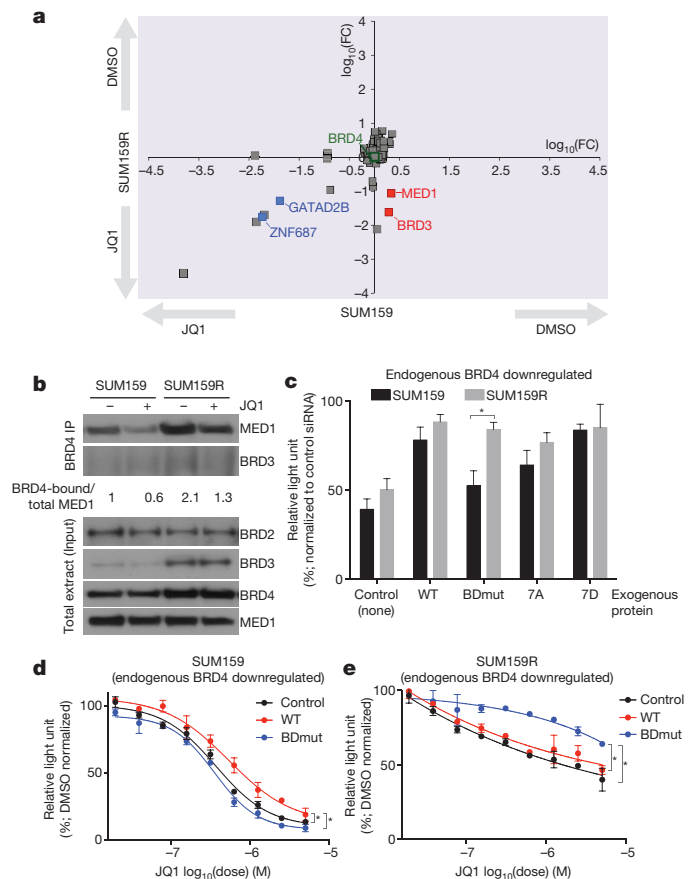 a
DMSO
SUM159R
JQ1
log10(FC)
4
3
2
1
0
−1
−2
−3
−4
−4.5 −3.5 −2.5 −1.5 −0.5 0.5 1.5 2.5 3.5 4.5
log10(FC)
BRD4
MED1
BRD3
GATAD2B
ZNF687
SUM159
JQ1
DMSO
b
SUM159 SUM159R
− + − + JQ1
BRD4 IP
MED1
BRD3
BRD4-bound/
total MED1
1 0.6 2.1 1.3
Total extract (Input)
BRD2
BRD3
BRD4
MED1
c
Endogenous BRD4 downregulated
SUM159 SUM159R
Relative light unit
(%; normalized to control siRNA)
100
50
0
*
Control
(none)
WT
BDmut
7A
7D
Exogenous
protein
d
SUM159
(endogenous BRD4 downregulated)
Relative light unit
(%; DMSO normalized)
100
50
0
Control
WT
BDmut
* *
−7 −6 −5
JQ1 log10(dose) (M)
e
SUM159R
(endogenous BRD4 downregulated)
Relative light unit
(%; DMSO normalized)
100
50
0
Control
WT
BDmut
* *
−7 −6 −5
JQ1 log10(dose) (M)